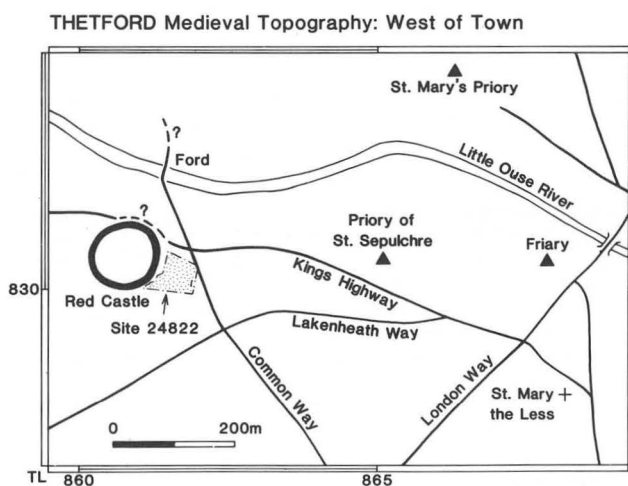 THETFORD Medieval Topography: West of Town
St. Mary's Priory
?
Ford
Little Ouse River
?
Priory of
St. Sepulchre
Friary
Kings Highway
830
Red Castle
Site 24822
Lakenheath Way
Common Way
London Way
St. Mary +
the Less
0 200m
TL 860 865